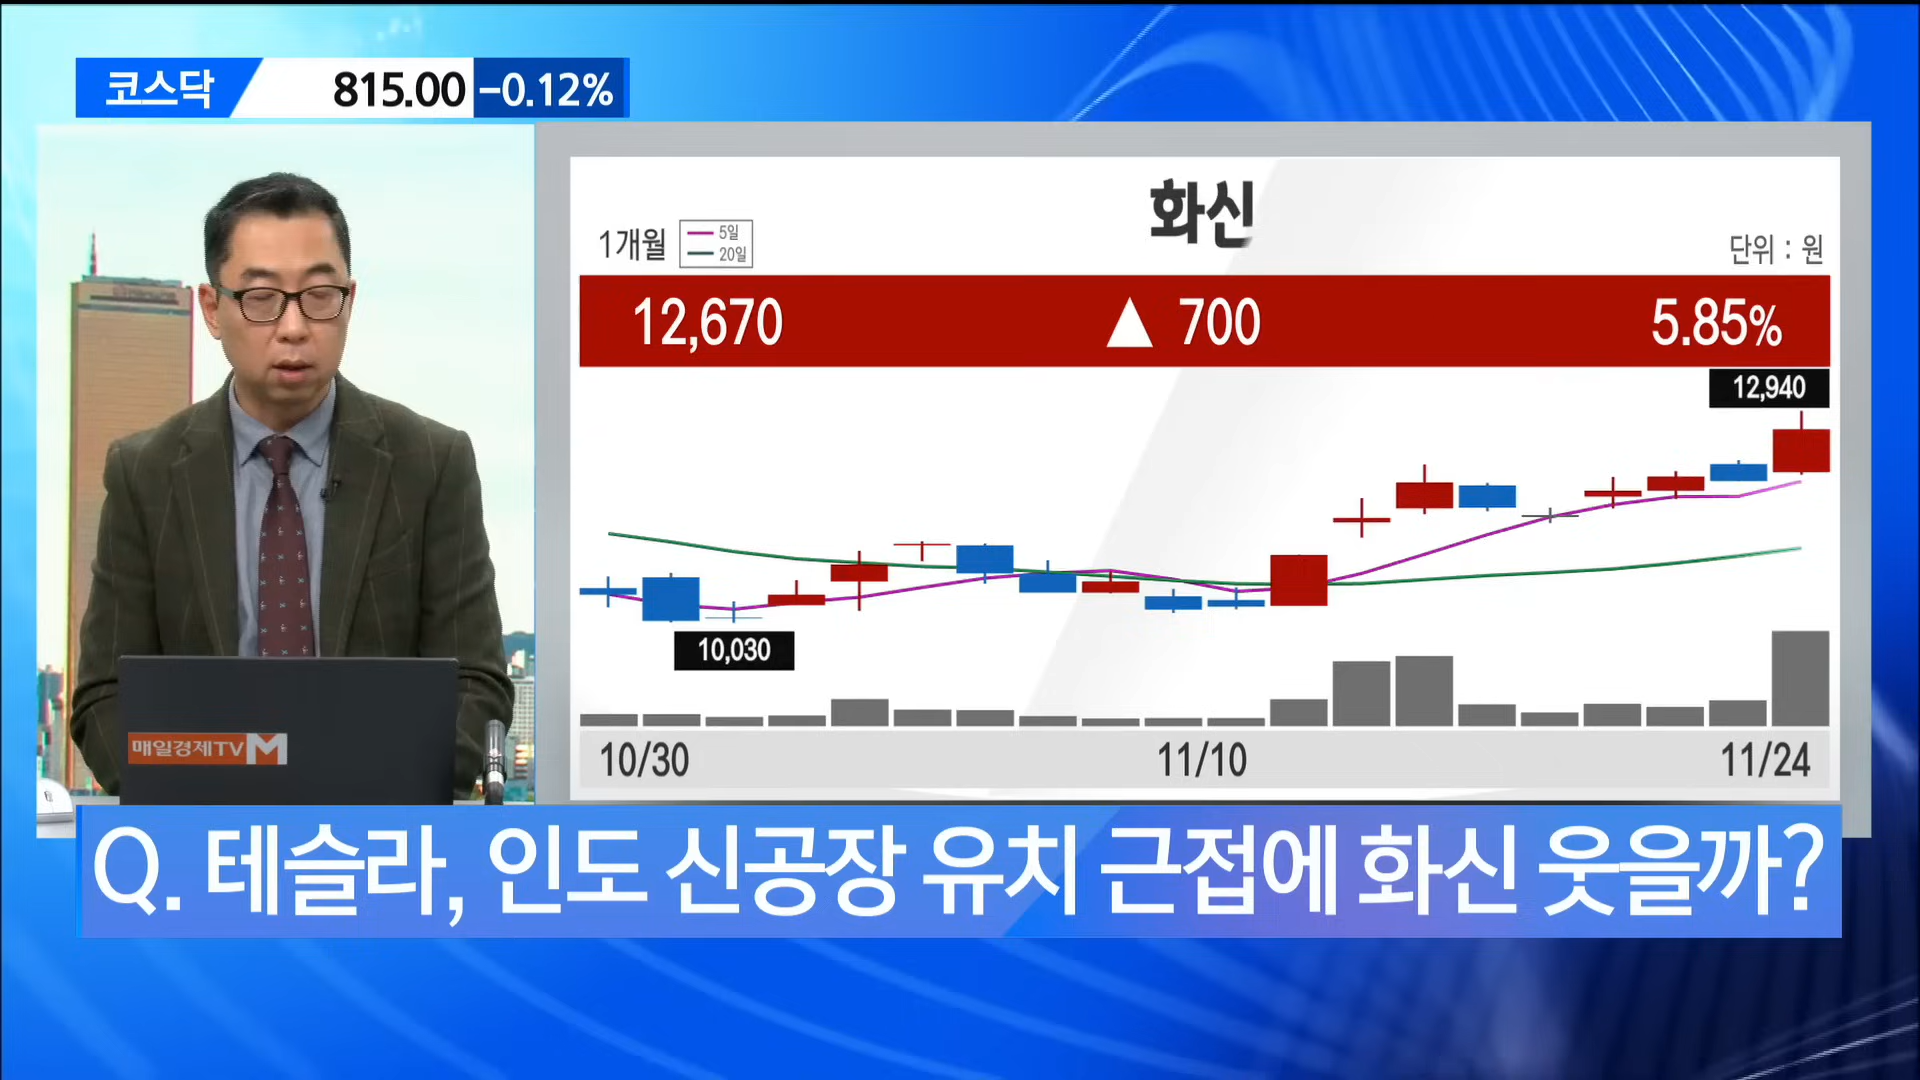 코스닥 815.00 -0.12%
화신
1개월 5일
20일
단위 : 원
12,670 ▲ 700 5.85%
12,940
10,030
10/30 11/10 11/24
매일경제TV M
Q. 테슬라, 인도 신공장 유치 근접에 화신 웃을까?